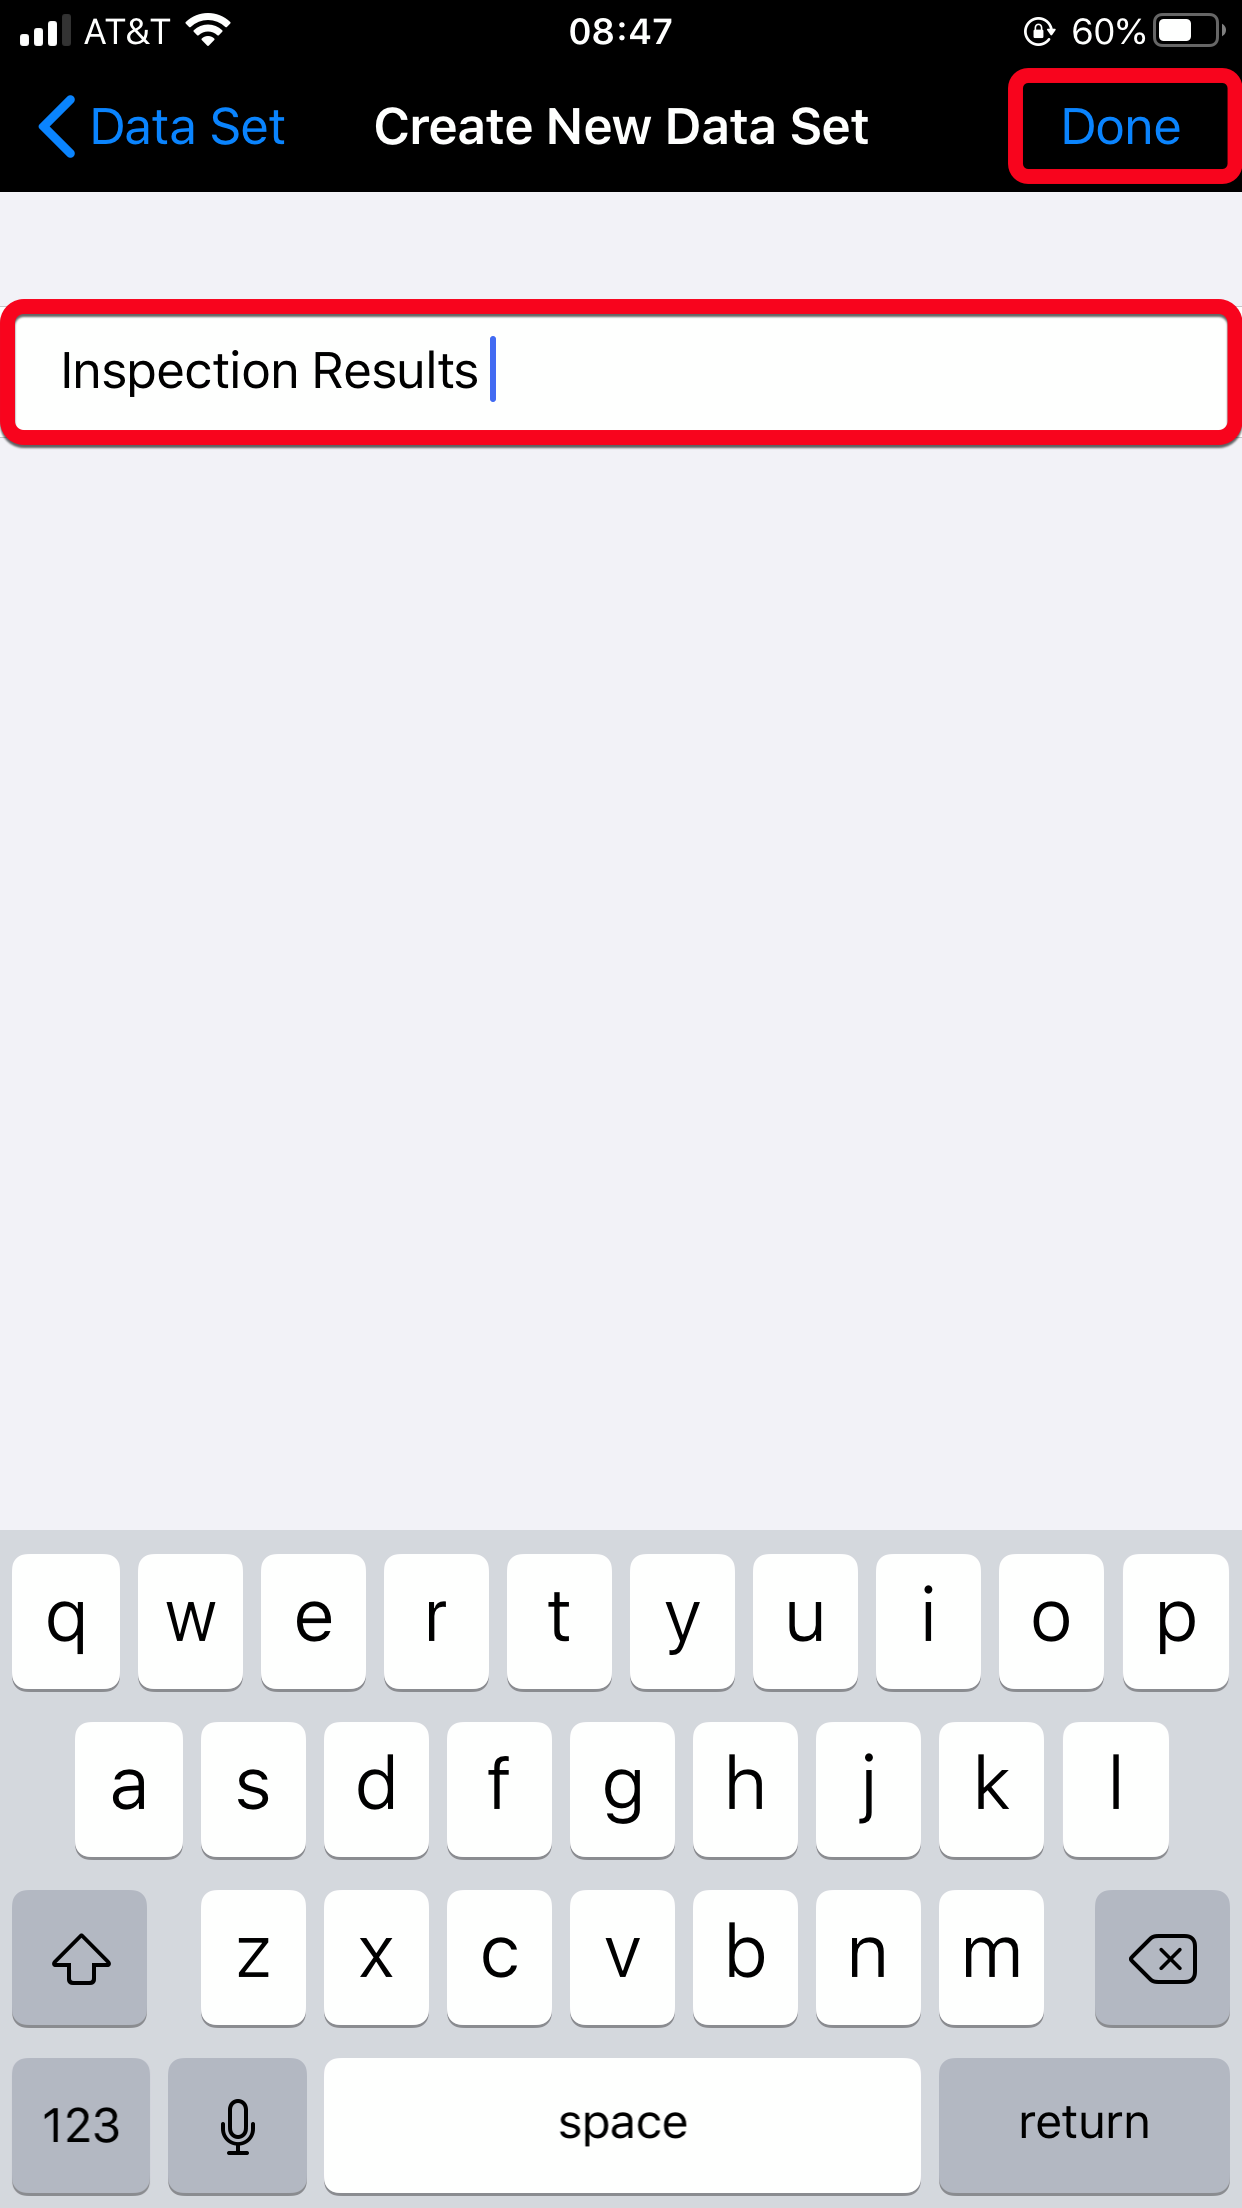 AT&T 08:47 60%
Data Set Create New Data Set Done
Inspection Results
q w e r t y u i o p
a s d f g h j k l
z x c v b n m
123 space return